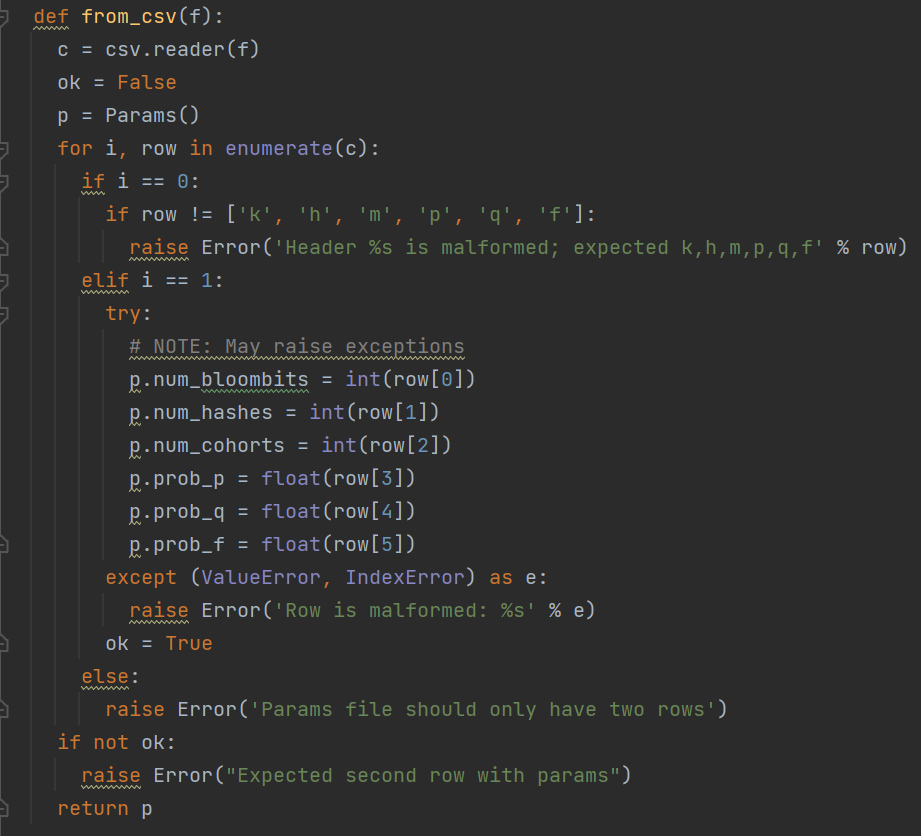 def from_csv(f):
  c = csv.reader(f)
  ok = False
  p = Params()
  for i, row in enumerate(c):
    if i == 0:
      if row != ['k', 'h', 'm', 'p', 'q', 'f']:
        raise Error('Header %s is malformed; expected k,h,m,p,q,f' % row)
    elif i == 1:
      try:
        # NOTE: May raise exceptions
        p.num_bloombits = int(row[0])
        p.num_hashes = int(row[1])
        p.num_cohorts = int(row[2])
        p.prob_p = float(row[3])
        p.prob_q = float(row[4])
        p.prob_f = float(row[5])
      except (ValueError, IndexError) as e:
        raise Error('Row is malformed: %s' % e)
      ok = True
    else:
      raise Error('Params file should only have two rows')
  if not ok:
    raise Error("Expected second row with params")
  return p